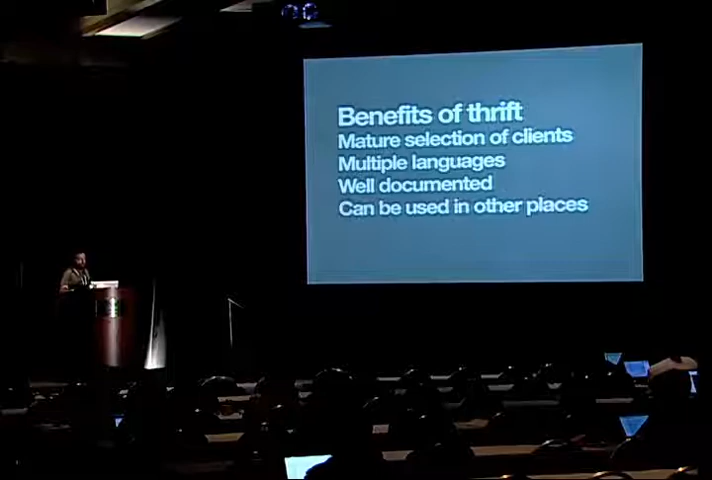 Benefits of thrift
Mature selection of clients
Multiple languages
Well documented
Can be used in other places